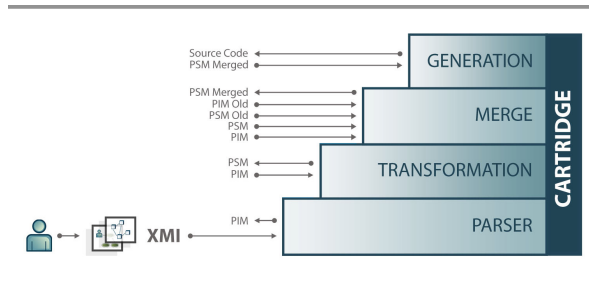 Source Code
PSM Merged
GENERATION
PSM Merged
PIM Old
PSM Old
PSM
PIM
MERGE
PSM
PIM
TRANSFORMATION
PIM
XMI
PARSER
CARTRIDGE